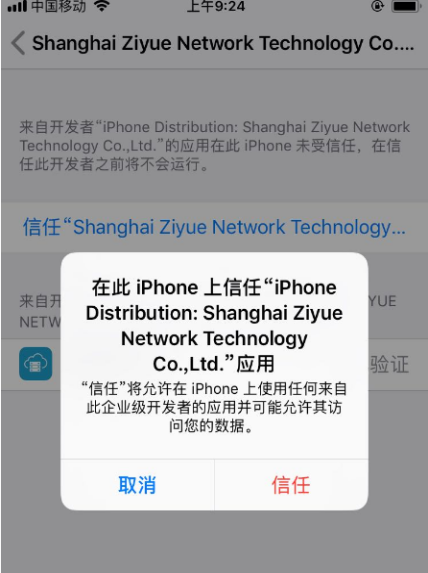 中国移动
上午9:24
Shanghai Ziyue Network Technology Co....
来自开发者“iPhone Distribution: Shanghai Ziyue Network
Technology Co.,Ltd.”的应用在此 iPhone 未受信任，在信
任此开发者之前将不会运行。
信任“Shanghai Ziyue Network Technology...
来自开
YUE
NETW
验证
在此 iPhone 上信任“iPhone
Distribution: Shanghai Ziyue
Network Technology
Co.,Ltd.”应用
“信任”将允许在 iPhone 上使用任何来自
此企业级开发者的应用并可能允许其访
问您的数据。
取消
信任